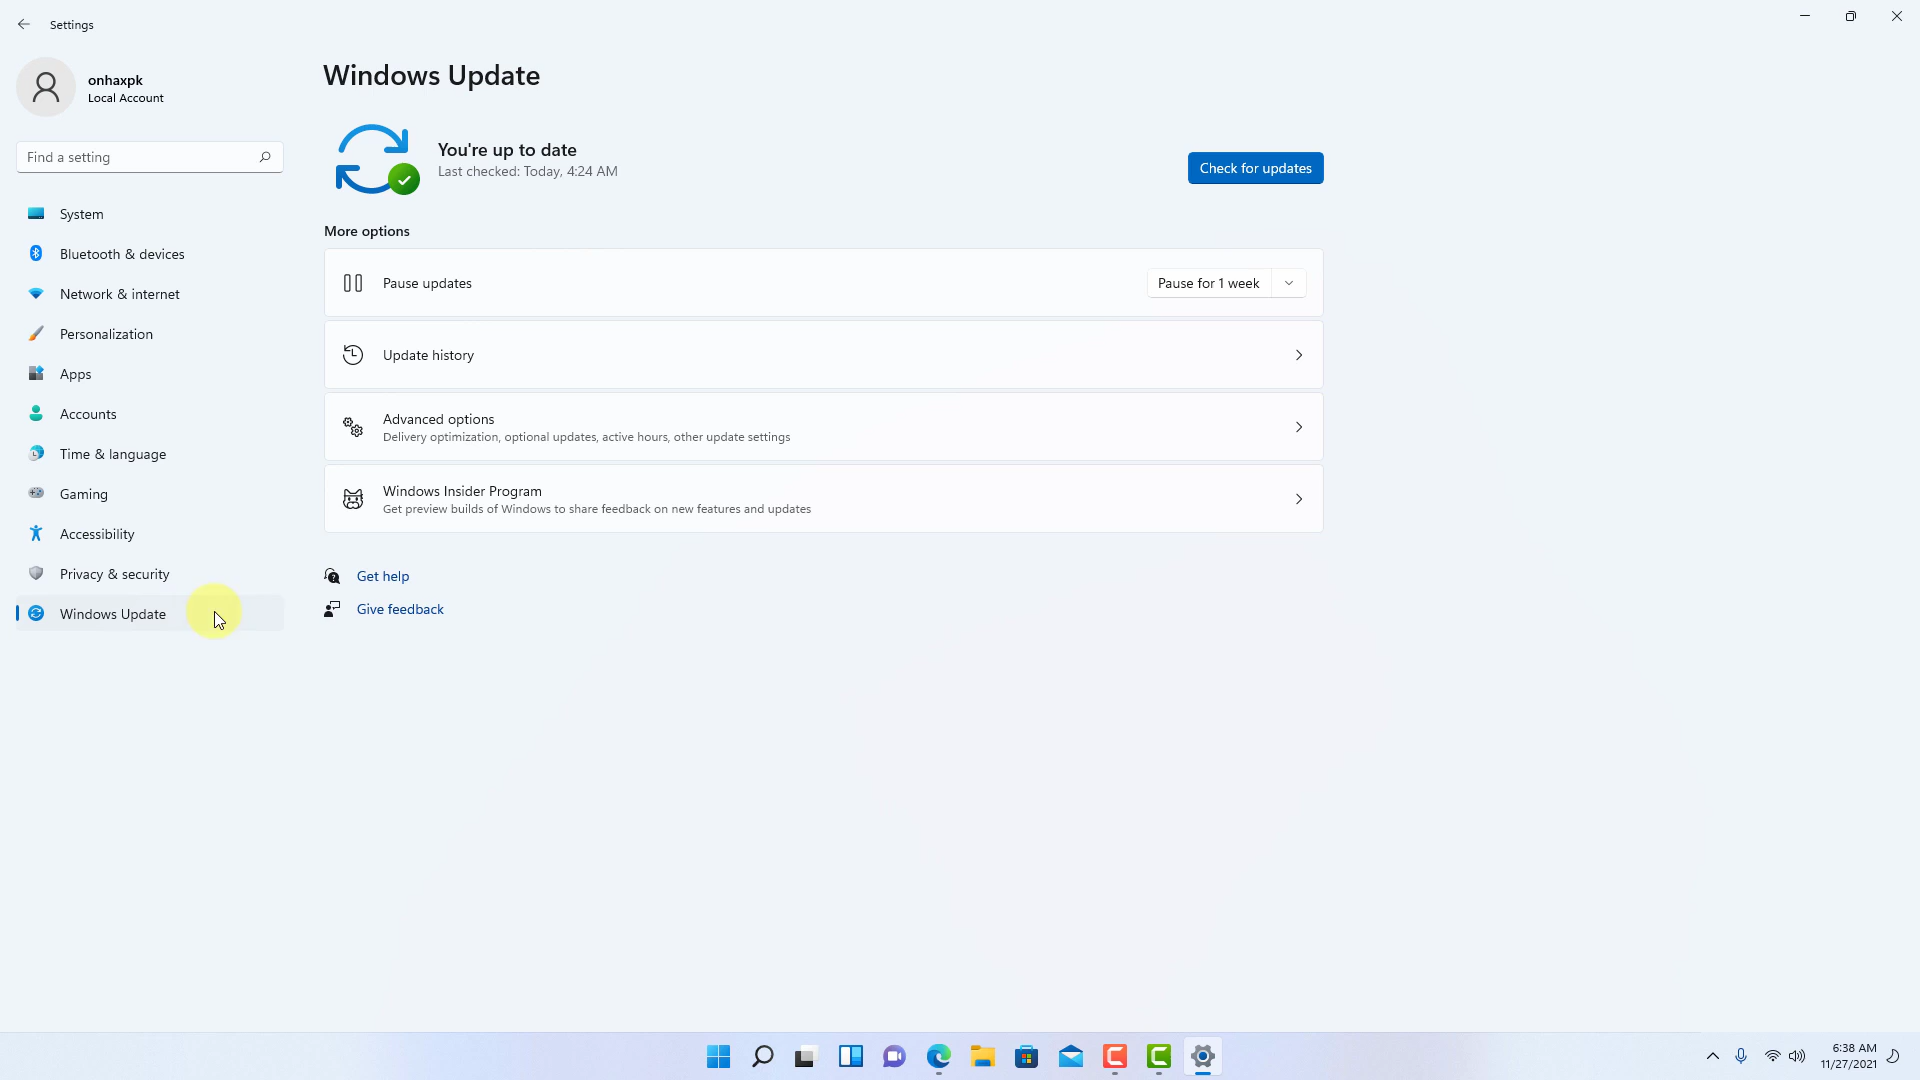 Settings
onhaxpk
Local Account
Find a setting
System
Bluetooth & devices
Network & internet
Personalization
Apps
Accounts
Time & language
Gaming
Accessibility
Privacy & security
Windows Update
Windows Update
You're up to date
Last checked: Today, 4:24 AM
Check for updates
More options
Pause updates
Pause for 1 week
Update history
Advanced options
Delivery optimization, optional updates, active hours, other update settings
Windows Insider Program
Get preview builds of Windows to share feedback on new features and updates
Get help
Give feedback
6:38 AM
11/27/2021